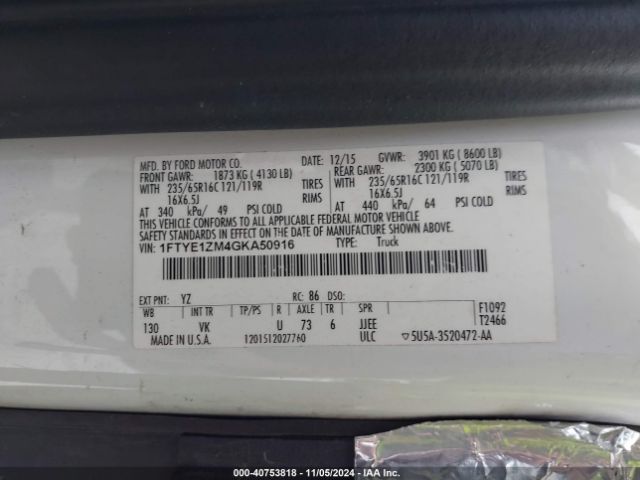 MFD. BY FORD MOTOR CO.
DATE: 12/15 GVWR: 3901 KG ( 8600 LB)
FRONT GAWR: 1873 KG ( 4130 LB) REAR GAWR: 2300 KG ( 5070 LB)
WITH 235/65R16C 121/119R TIRES WITH 235/65R16C 121/119R TIRES
16X6.5J RIMS 16X6.5J RIMS
AT 340 kPa/ 49 PSI COLD AT 440 kPa/ 64 PSI COLD
THIS VEHICLE CONFORMS TO ALL APPLICABLE FEDERAL MOTOR VEHICLE
SAFETY STANDARDS IN EFFECT ON THE DATE OF MANUFACTURE SHOWN ABOVE.
VIN: 1FTYE1ZM4GKA50916 TYPE: Truck
EXT PNT: YZ RC: 86 DSO:
WB INT TR TP/PS R AXLE TR SPR F1092
130 VK U 73 6 JJEE T2466
MADE IN U.S.A. 1201512027760 ULC ▽5U5A-3520472-AA
000-40753818 - 11/05/2024 - IAAI.com